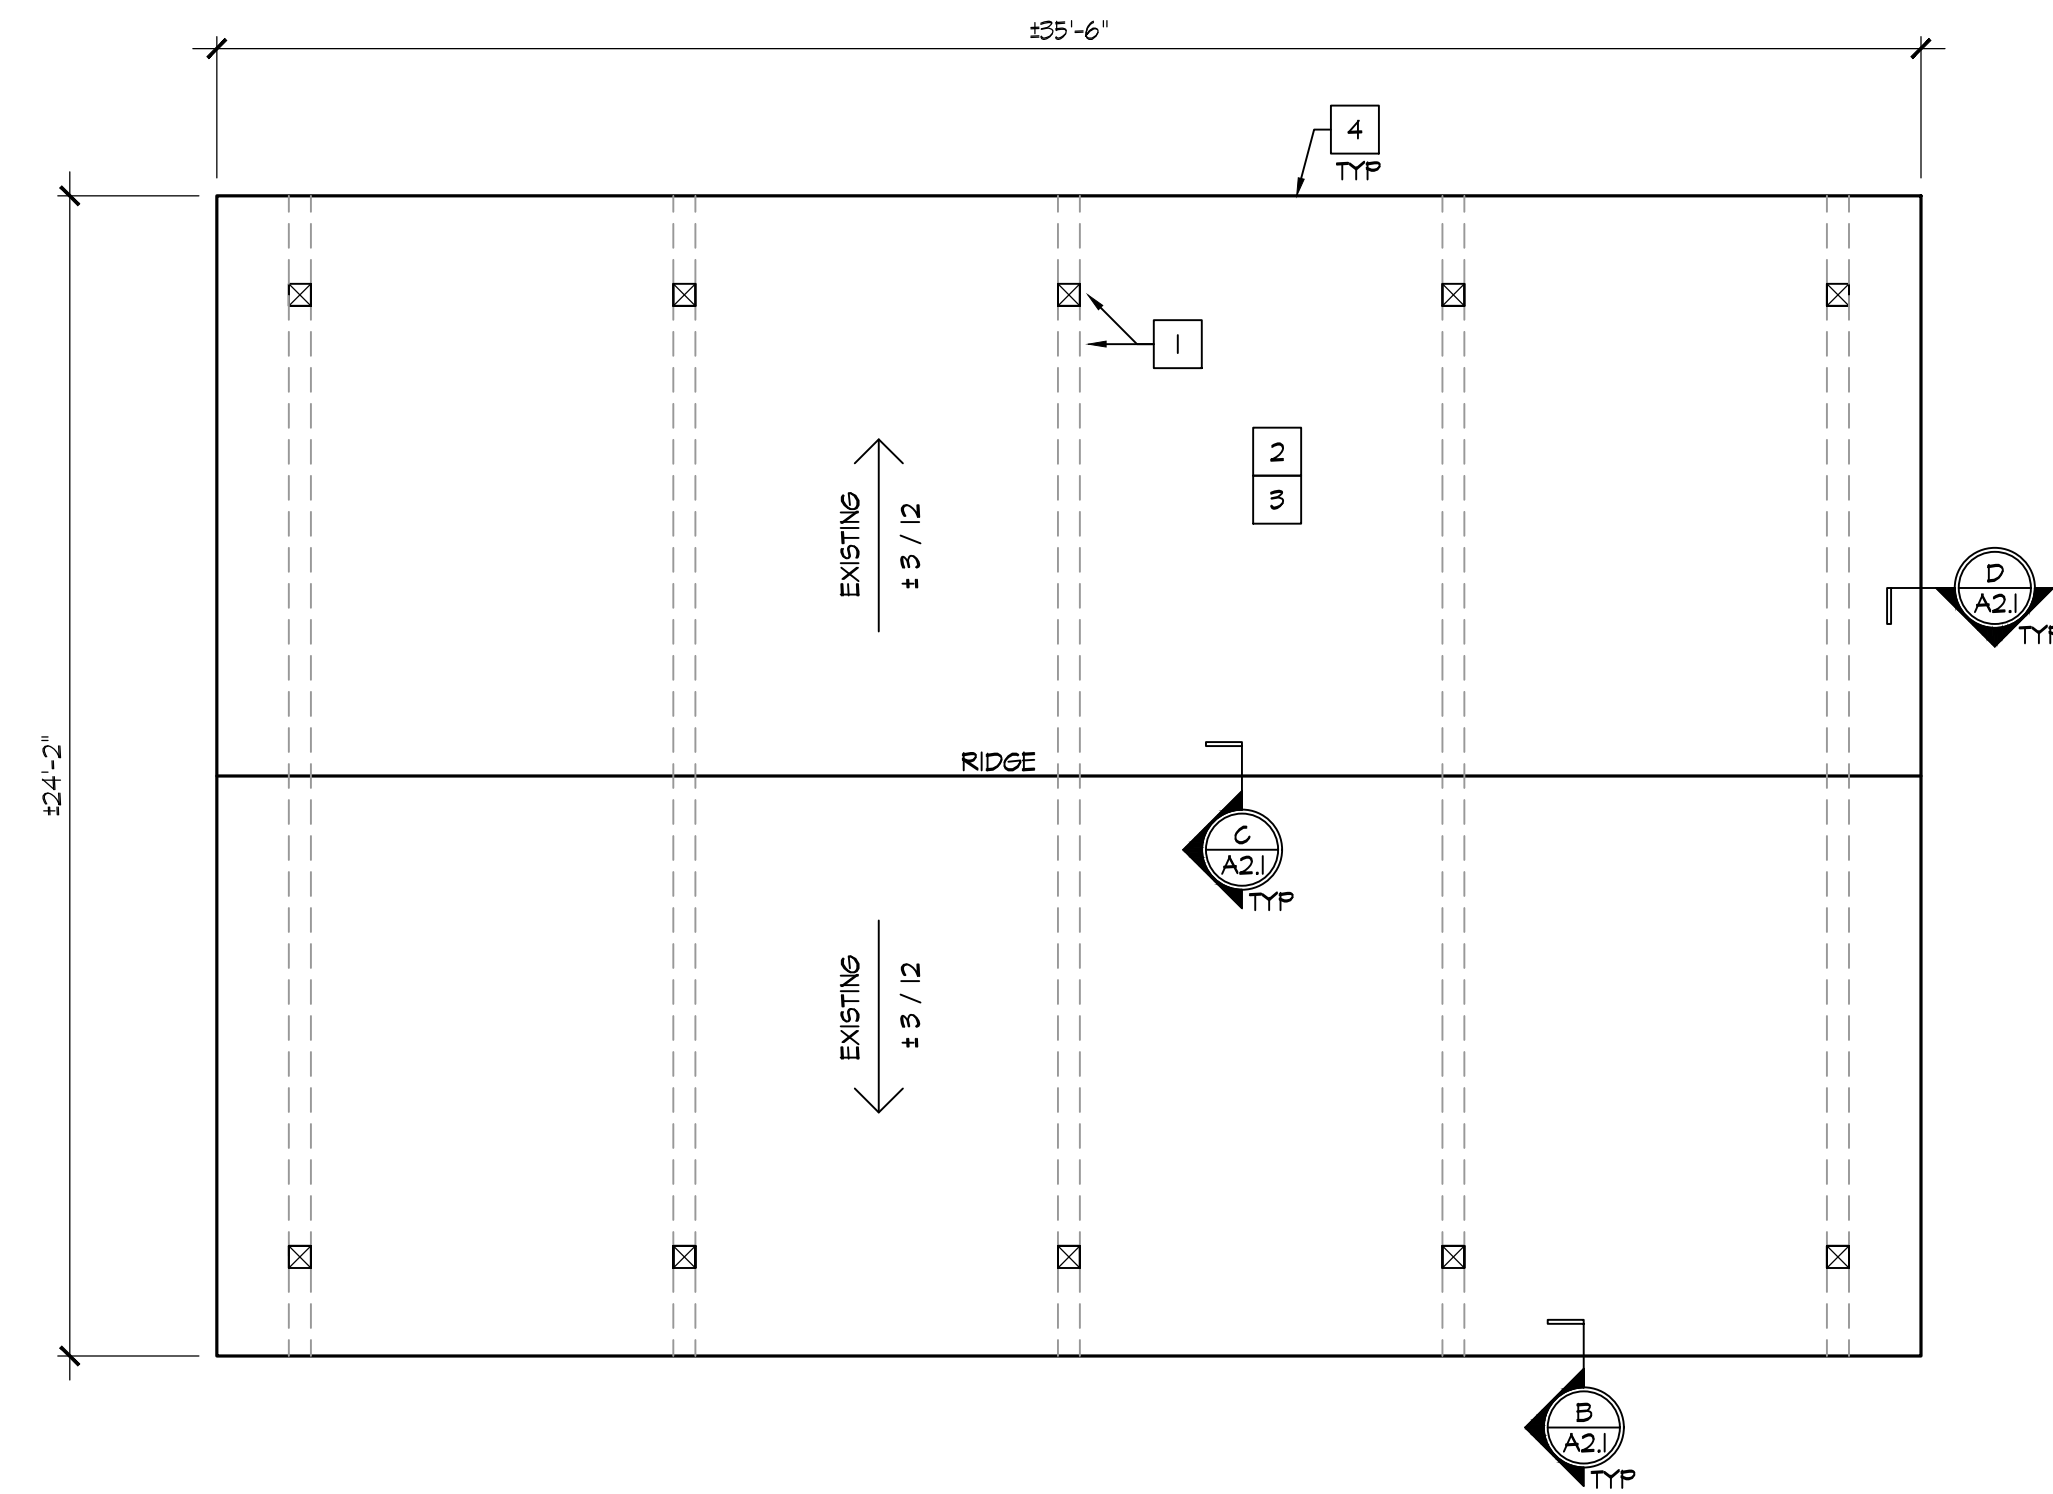 ±35'-6"
4
TYP
1
EXISTING
± 3 / 12
2
3
D
A2.1
TYP
±24'-2"
RIDGE
C
A2.1
TYP
EXISTING
± 3 / 12
B
A2.1
TYP